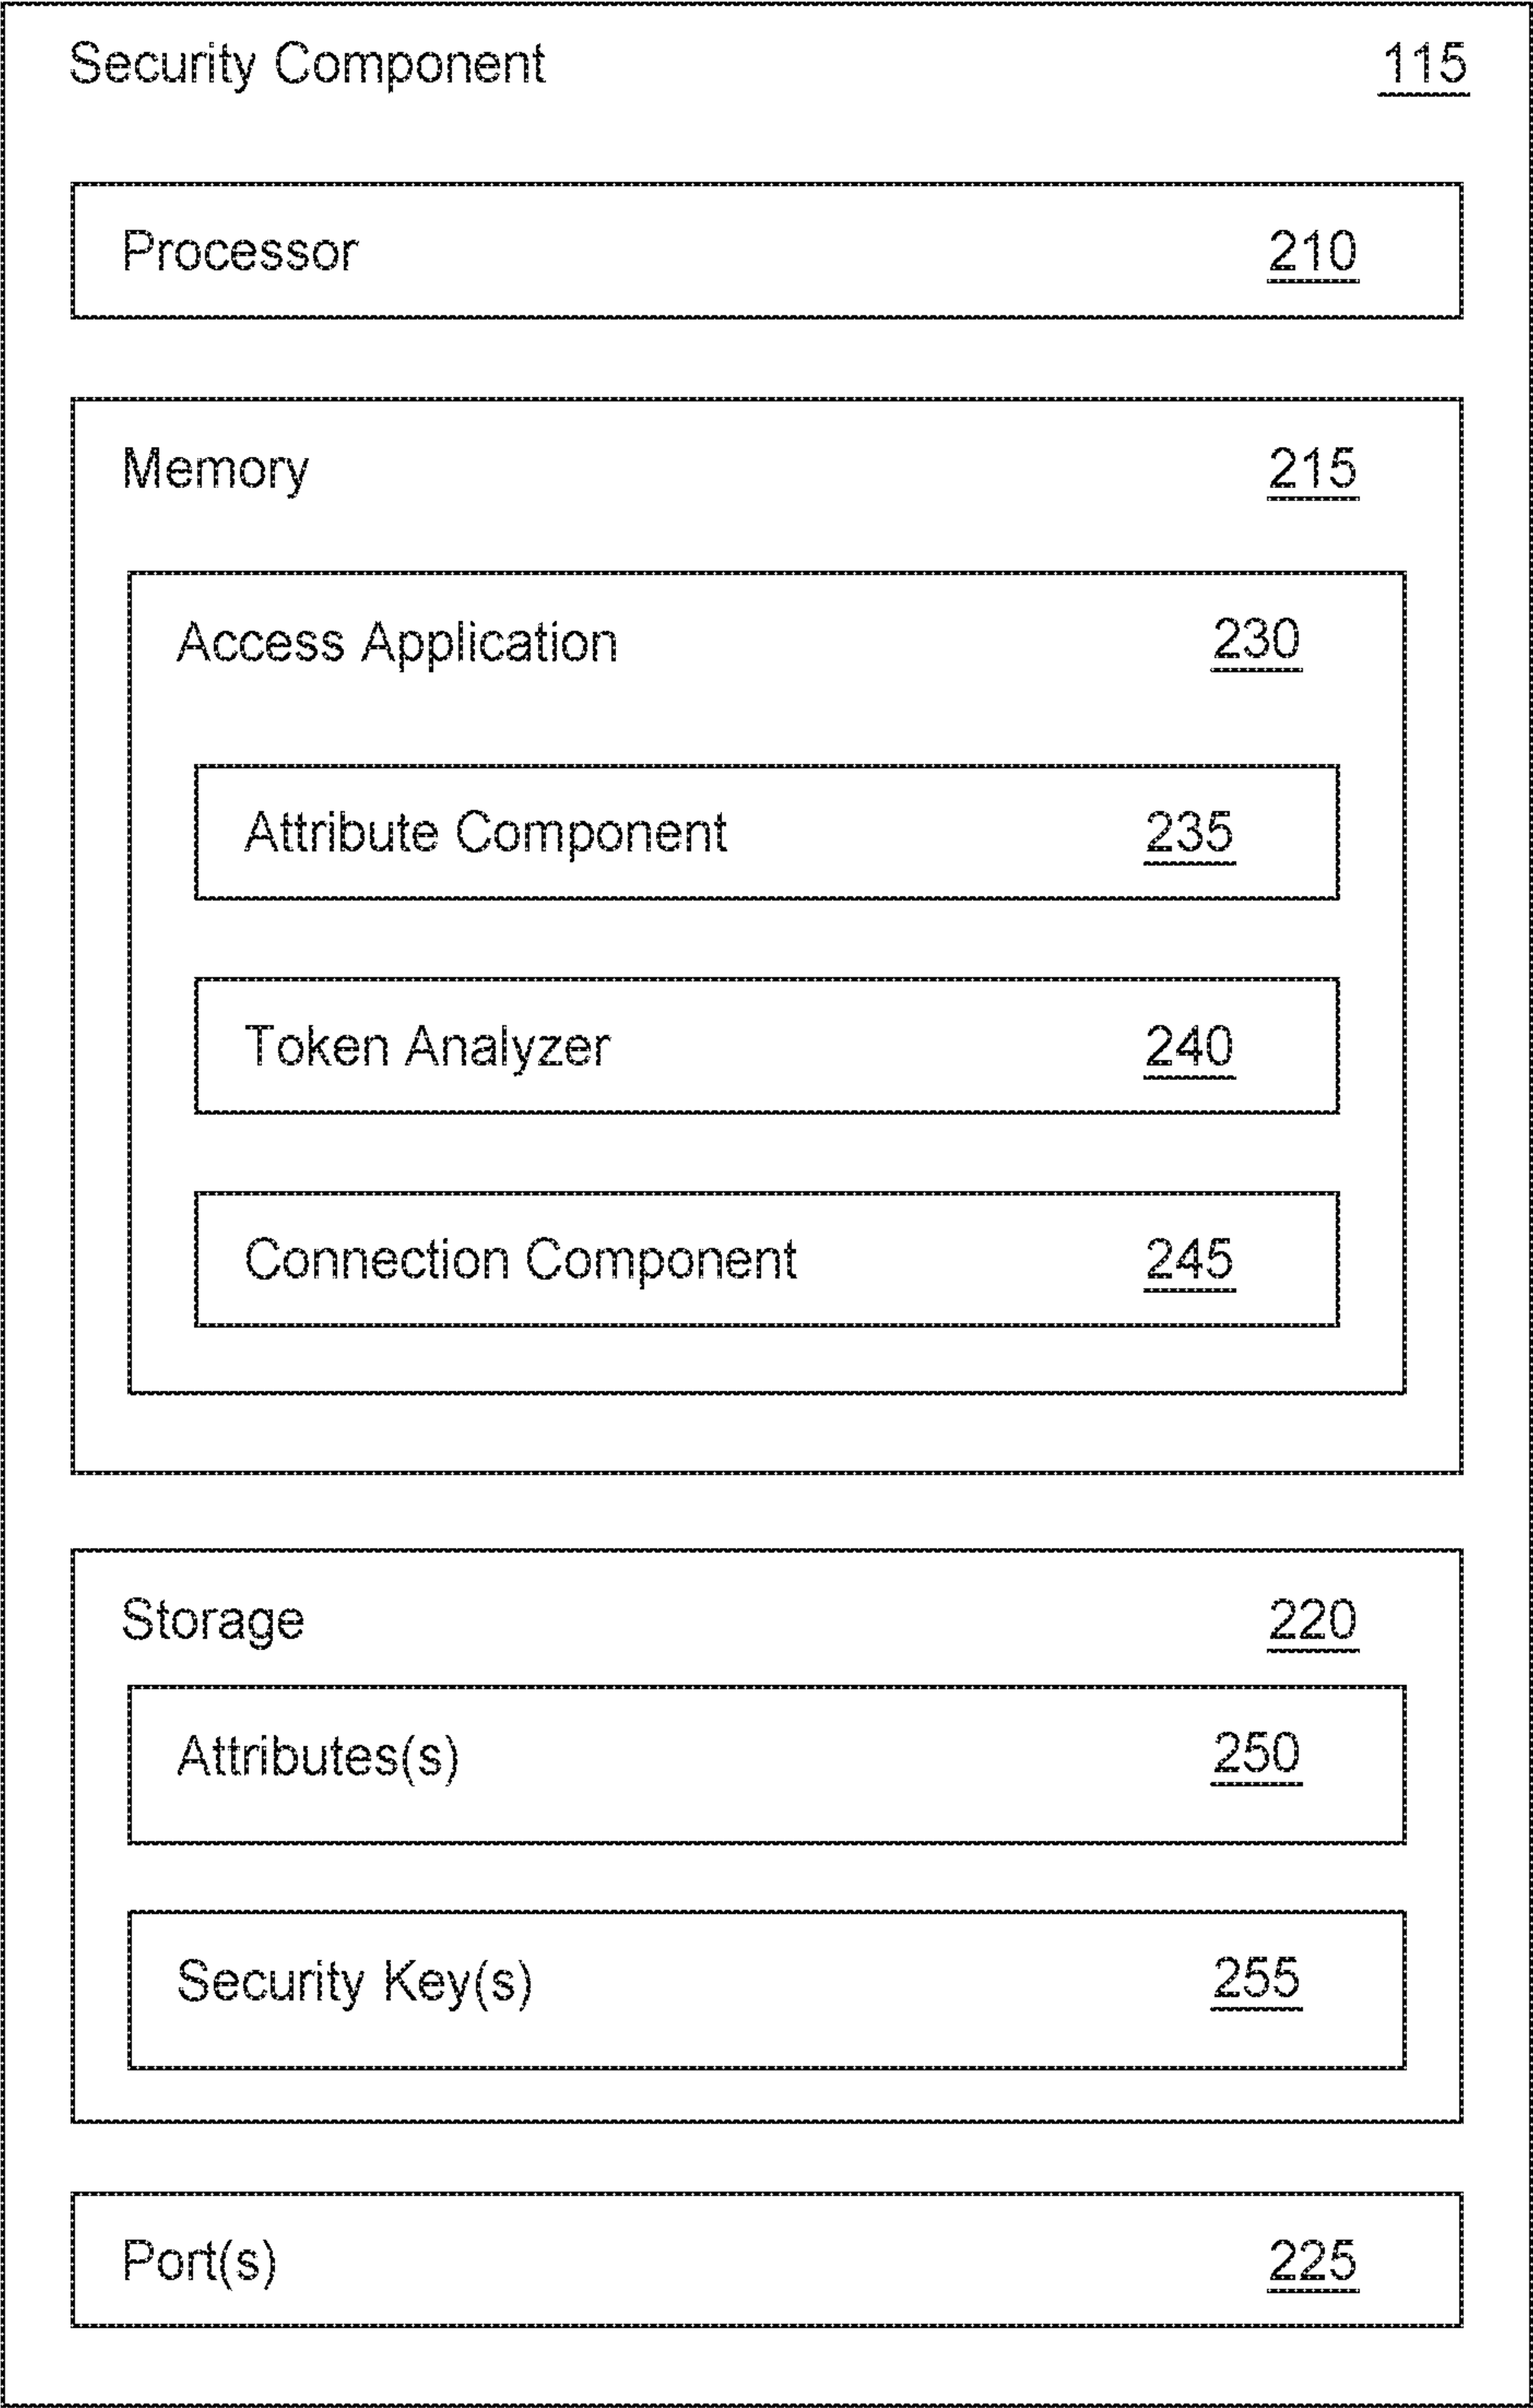 Security Component 115
Processor 210
Memory 215
Access Application 230
Attribute Component 235
Token Analyzer 240
Connection Component 245
Storage 220
Attributes(s) 250
Security Key(s) 255
Port(s) 225